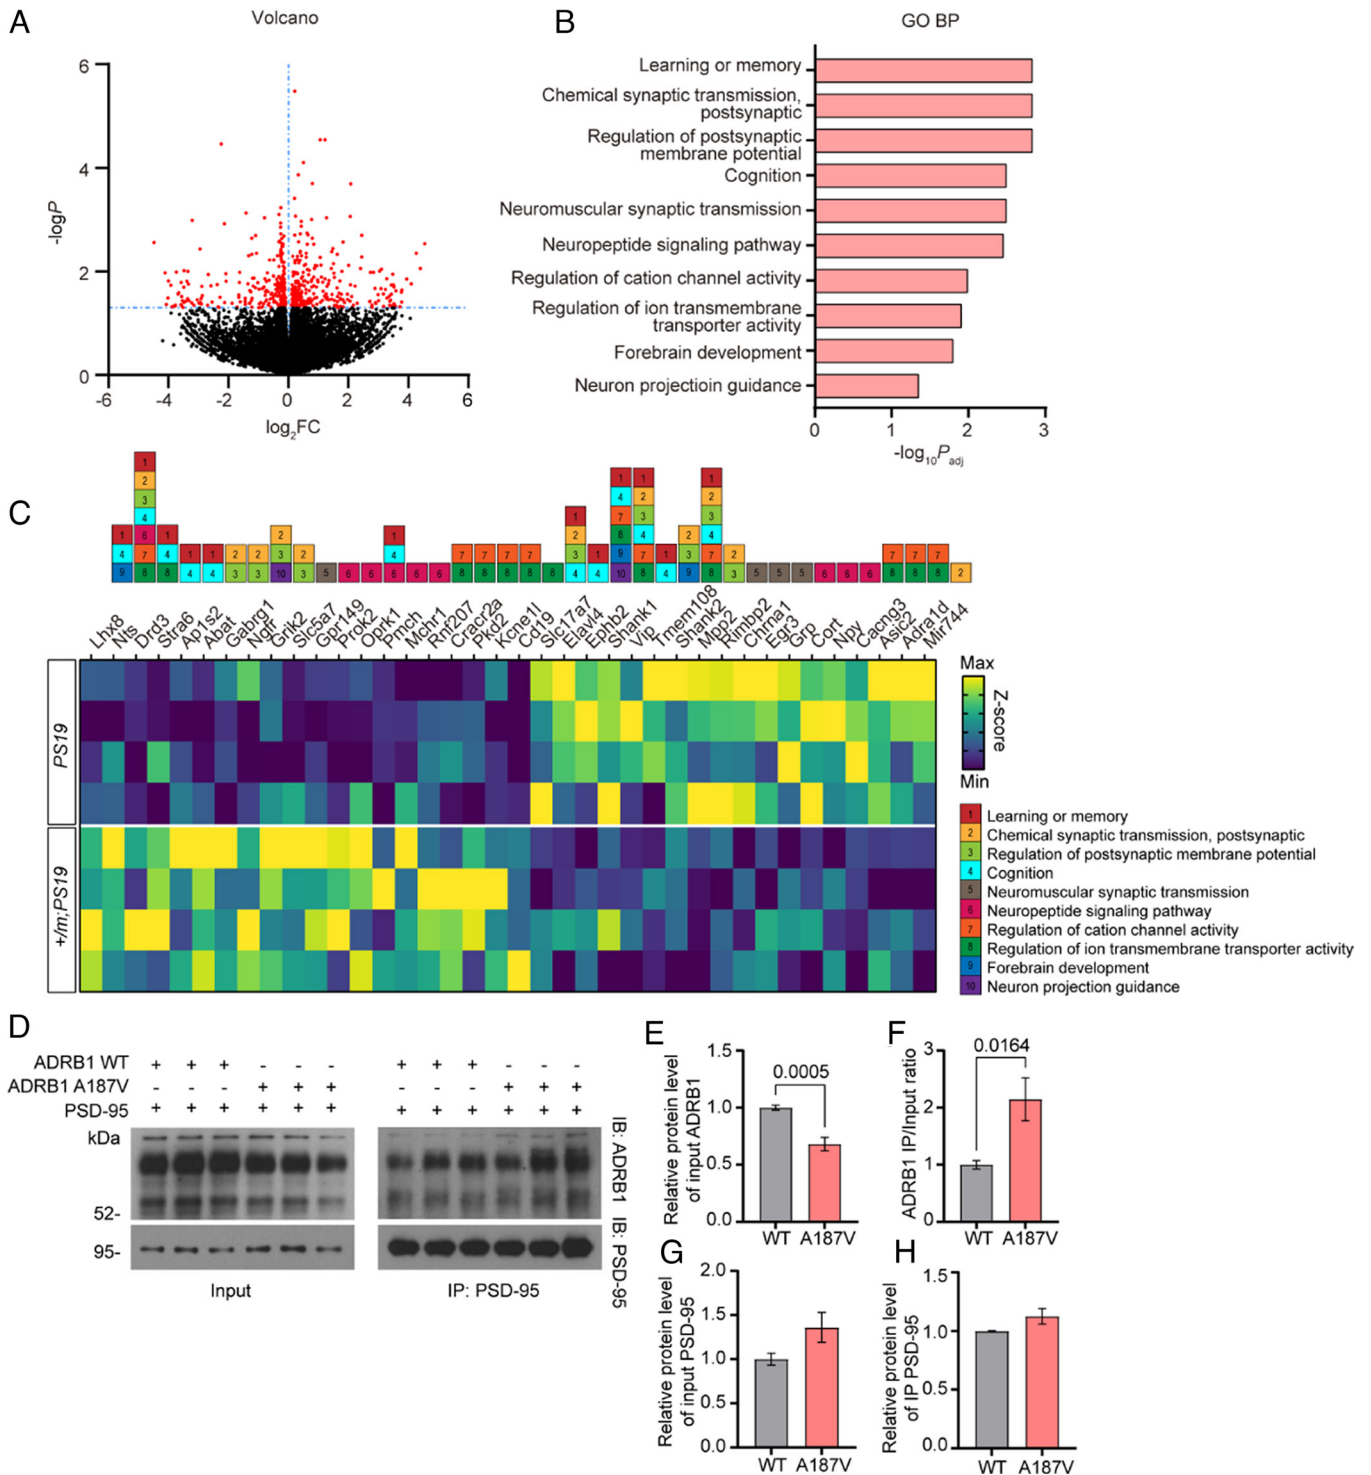 A
Volcano
6
4
2
0
-logP
-6
-4
-2
0
2
4
6
log2FC
B
GO BP
Learning or memory
Chemical synaptic transmission,
postsynaptic
Regulation of postsynaptic
membrane potential
Cognition
Neuromuscular synaptic transmission
Neuropeptide signaling pathway
Regulation of cation channel activity
Regulation of ion transmembrane
transporter activity
Forebrain development
Neuron projectioin guidance
0
1
2
3
-log10Padj
C
Lhx8
Nts
Drd3
Stra6
Ap1s2
Abat
Gabrg1
Ngfr
Grik2
Slc5a7
Gpr149
Prok2
Oprk1
Pmch
Mchr1
Rnf207
Cracr2a
Pkd2
Kcne1l
Cd19
Slc17a7
Elavl4
Ephb2
Shank1
Vip
Tmem108
Shank2
Mpp2
Rimbp2
Chrna1
Egr3
Grp
Cort
Npy
Cacng3
Asic2
Adra1d
Mir744
PS19
+/m;PS19
Max
Z-score
Min
1 Learning or memory
2 Chemical synaptic transmission, postsynaptic
3 Regulation of postsynaptic membrane potential
4 Cognition
5 Neuromuscular synaptic transmission
6 Neuropeptide signaling pathway
7 Regulation of cation channel activity
8 Regulation of ion transmembrane transporter activity
9 Forebrain development
10 Neuron projection guidance
D
ADRB1 WT + + + - - - + + + - - -
ADRB1 A187V - - - + + + - - - + + +
PSD-95 + + + + + + + + + + + +
kDa
52-
95-
IB: ADRB1
IB: PSD-95
Input
IP: PSD-95
E
Relative protein level
of input ADRB1
1.5
1.0
0.5
0.0
0.0005
WT A187V
F
ADRB1 IP/Input ratio
3
2
1
0
0.0164
WT A187V
G
Relative protein level
of input PSD-95
2.0
1.5
1.0
0.5
0.0
WT A187V
H
Relative protein level
of IP PSD-95
1.5
1.0
0.5
0.0
WT A187V